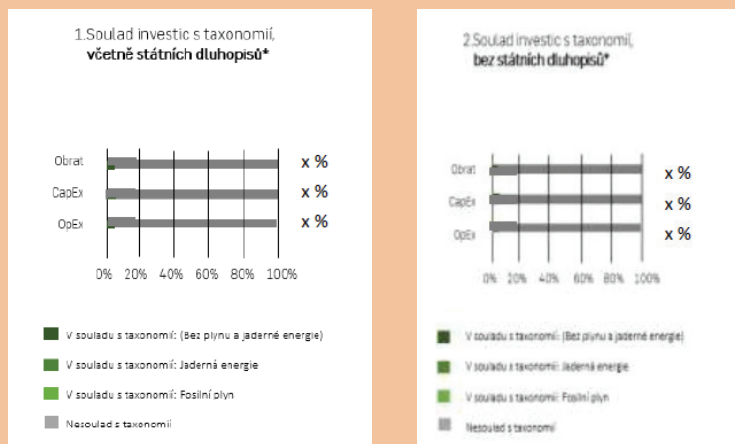 1.Soulad investic s taxonomií,
včetně státních dluhopisů*
Obrat
x %
CapEx
x %
OpEx
x %
0% 20% 40% 60% 80% 100%
V souladu s taxonomií: (Bez plynu a jaderné energie)
V souladu s taxonomií: Jaderná energie
V souladu s taxonomií: Fosilní plyn
Nesoulad s taxonomií
2.Soulad investic s taxonomií,
bez státních dluhopisů*
Obrat
x %
CapEx
x %
OpEx
x %
0% 20% 40% 60% 80% 100%
V souladu s taxonomií: (Bez plynu a jaderné energie)
V souladu s taxonomií: Jaderná energie
V souladu s taxonomií: Fosilní plyn
Nesoulad s taxonomií